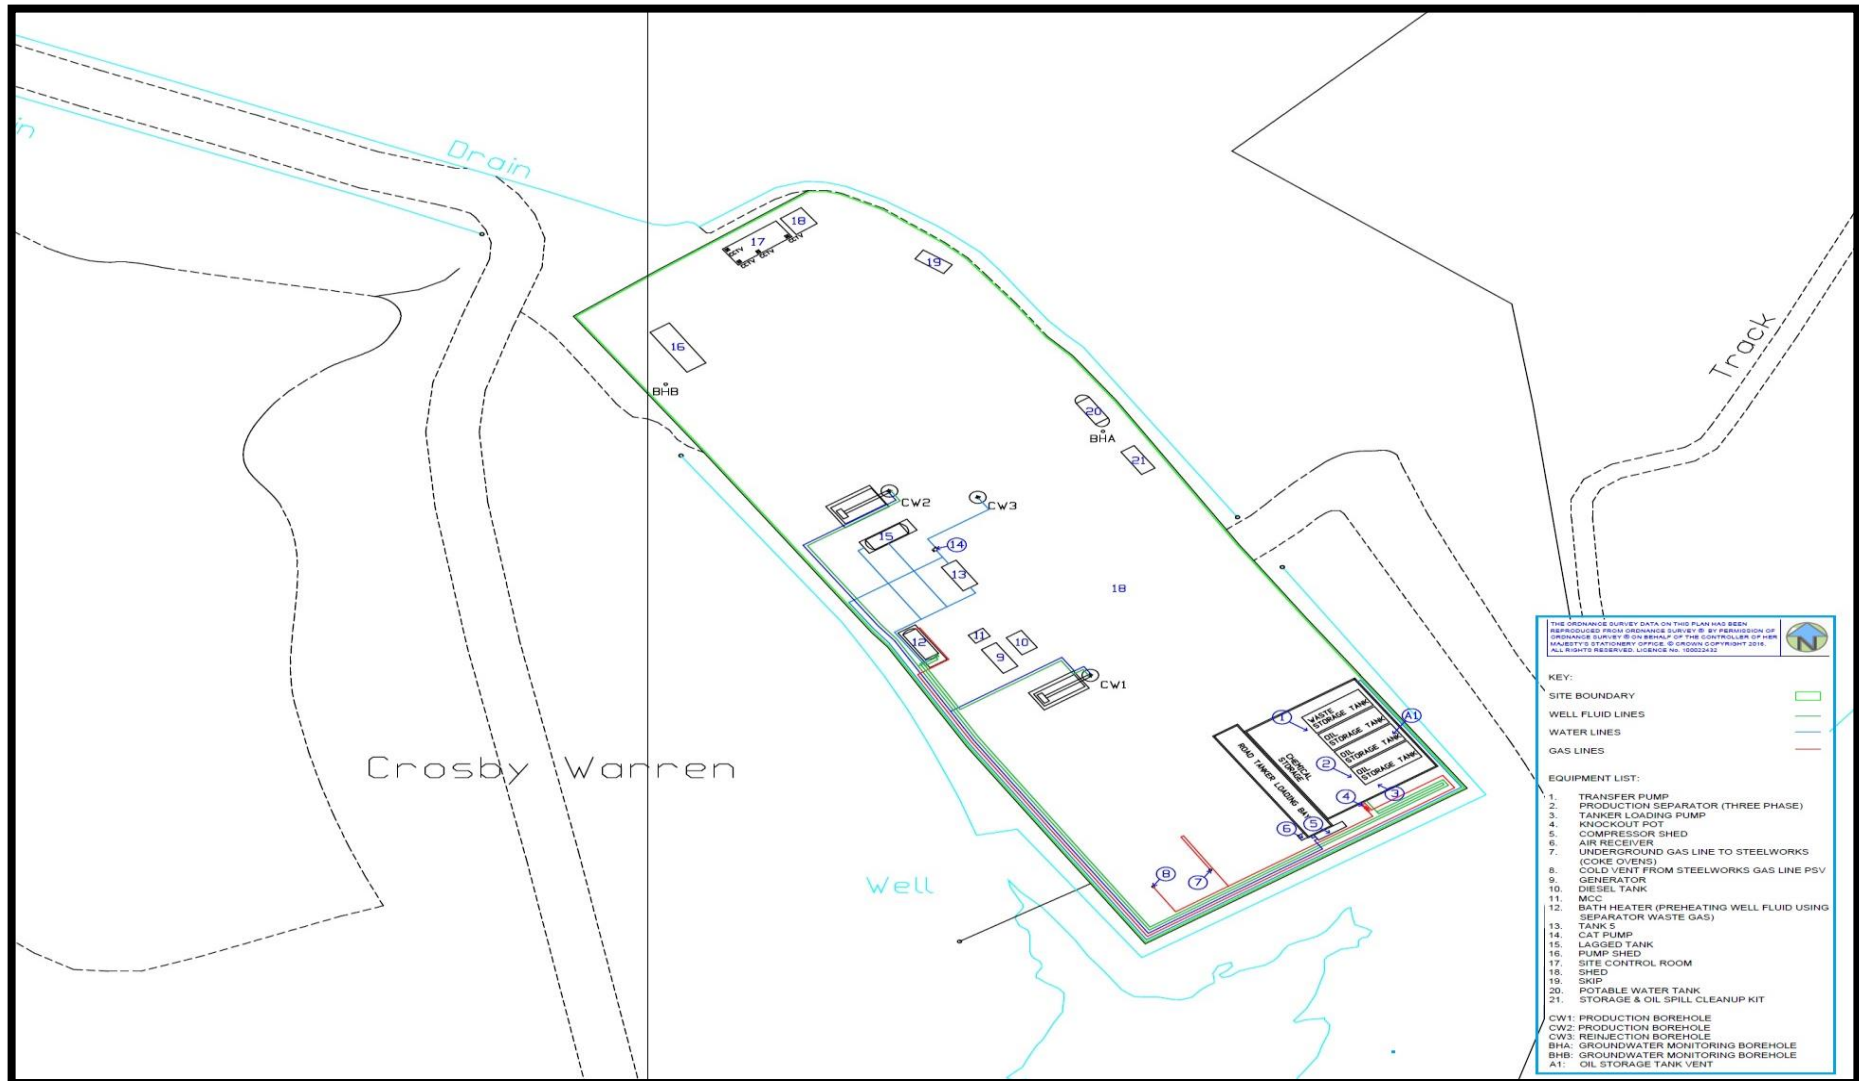 in
Drain
18
17
CCTV
CCTV
CCTV
CCTV
19
16
BHB
Track
20
BHA
21
CW2
CW3
15
14
13
18
12
11
10
9
CW1
Crosby Warren
Well
1
A1
WASTE STORAGE TANK
OIL STORAGE TANK
OIL STORAGE TANK
OIL STORAGE TANK
CHEMICAL STORAGE
ROAD TANKER LOADING BAY
2
3
4
5
6
7
8
THE ORDNANCE SURVEY DATA ON THIS PLAN HAS BEEN
REPRODUCED FROM ORDNANCE SURVEY ® BY PERMISSION OF
ORDNANCE SURVEY ® ON BEHALF OF THE CONTROLLER OF HER
MAJESTY'S STATIONERY OFFICE. © CROWN COPYRIGHT 2016.
ALL RIGHTS RESERVED. LICENCE No. 100022432
N
KEY:
SITE BOUNDARY
WELL FLUID LINES
WATER LINES
GAS LINES
EQUIPMENT LIST:
1. TRANSFER PUMP
2. PRODUCTION SEPARATOR (THREE PHASE)
3. TANKER LOADING PUMP
4. KNOCKOUT POT
5. COMPRESSOR SHED
6. AIR RECEIVER
7. UNDERGROUND GAS LINE TO STEELWORKS
(COKE OVENS)
8. COLD VENT FROM STEELWORKS GAS LINE PSV
9. GENERATOR
10. DIESEL TANK
11. MCC
12. BATH HEATER (PREHEATING WELL FLUID USING
SEPARATOR WASTE GAS)
13. TANK 5
14. CAT PUMP
15. LAGGED TANK
16. PUMP SHED
17. SITE CONTROL ROOM
18. SHED
19. SKIP
20. POTABLE WATER TANK
21. STORAGE & OIL SPILL CLEANUP KIT
CW1: PRODUCTION BOREHOLE
CW2: PRODUCTION BOREHOLE
CW3: REINJECTION BOREHOLE
BHA: GROUNDWATER MONITORING BOREHOLE
BHB: GROUNDWATER MONITORING BOREHOLE
A1: OIL STORAGE TANK VENT